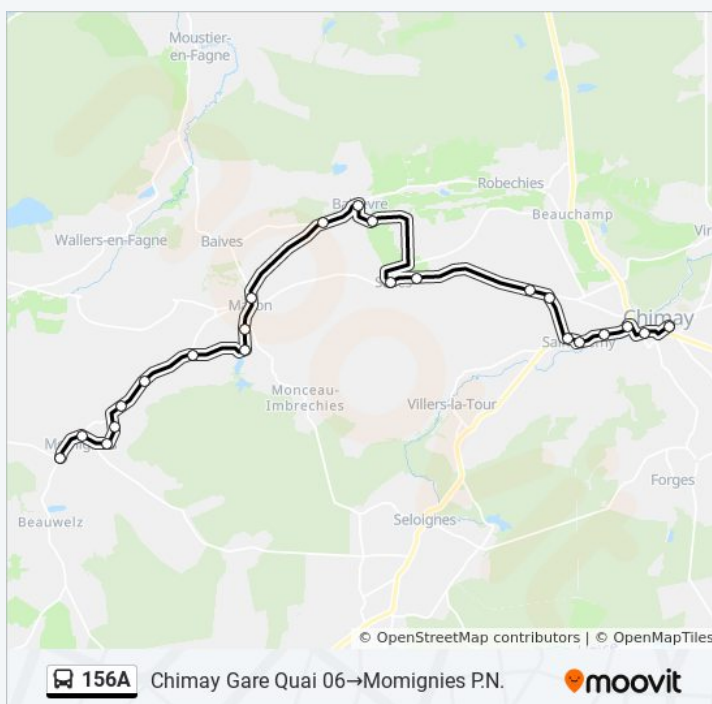 Moustier-
en-Fagne
Robechies
Beauchamp
Wallers-en-Fagne
Baives
Chimay
Monceau-
Imbrechies
Villers-la-Tour
Forges
Beauwelz
Seloignes
© OpenStreetMap contributors | © OpenMapTiles
156A Chimay Gare Quai 06→Momignies P.N.
moovit